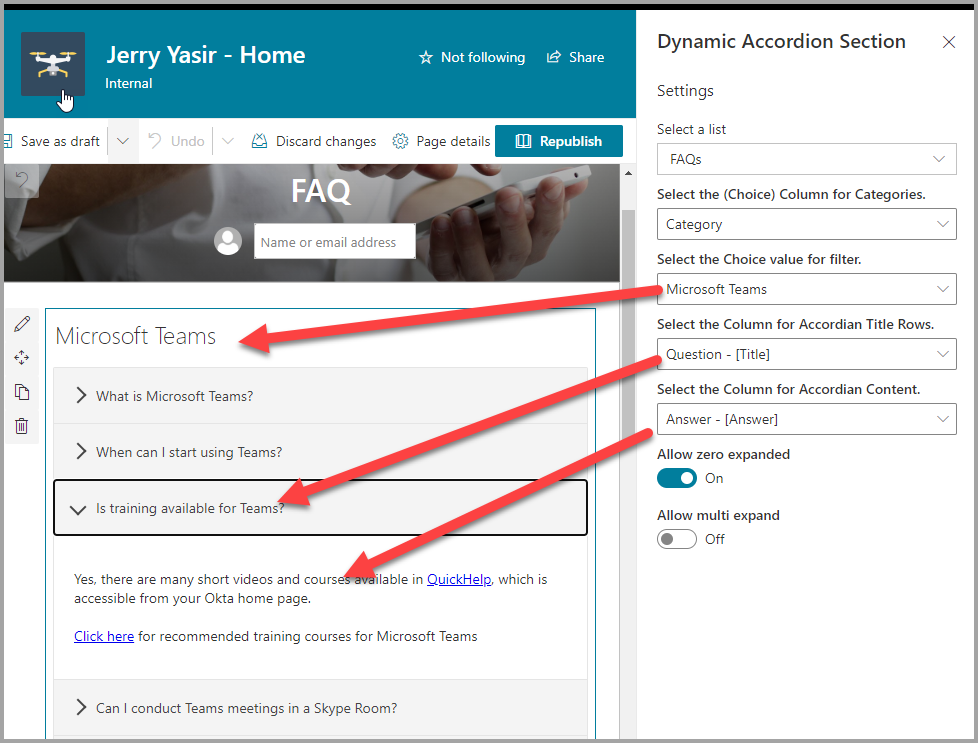 Jerry Yasir - Home
Internal
Not following
Share
Save as draft
Undo
Discard changes
Page details
Republish
FAQ
Name or email address
Microsoft Teams
What is Microsoft Teams?
When can I start using Teams?
Is training available for Teams?
Yes, there are many short videos and courses available in QuickHelp, which is
accessible from your Okta home page.
Click here for recommended training courses for Microsoft Teams
Can I conduct Teams meetings in a Skype Room?
Dynamic Accordion Section
Settings
Select a list
FAQs
Select the (Choice) Column for Categories.
Category
Select the Choice value for filter.
Microsoft Teams
Select the Column for Accordian Title Rows.
Question - [Title]
Select the Column for Accordian Content.
Answer - [Answer]
Allow zero expanded
On
Allow multi expand
Off